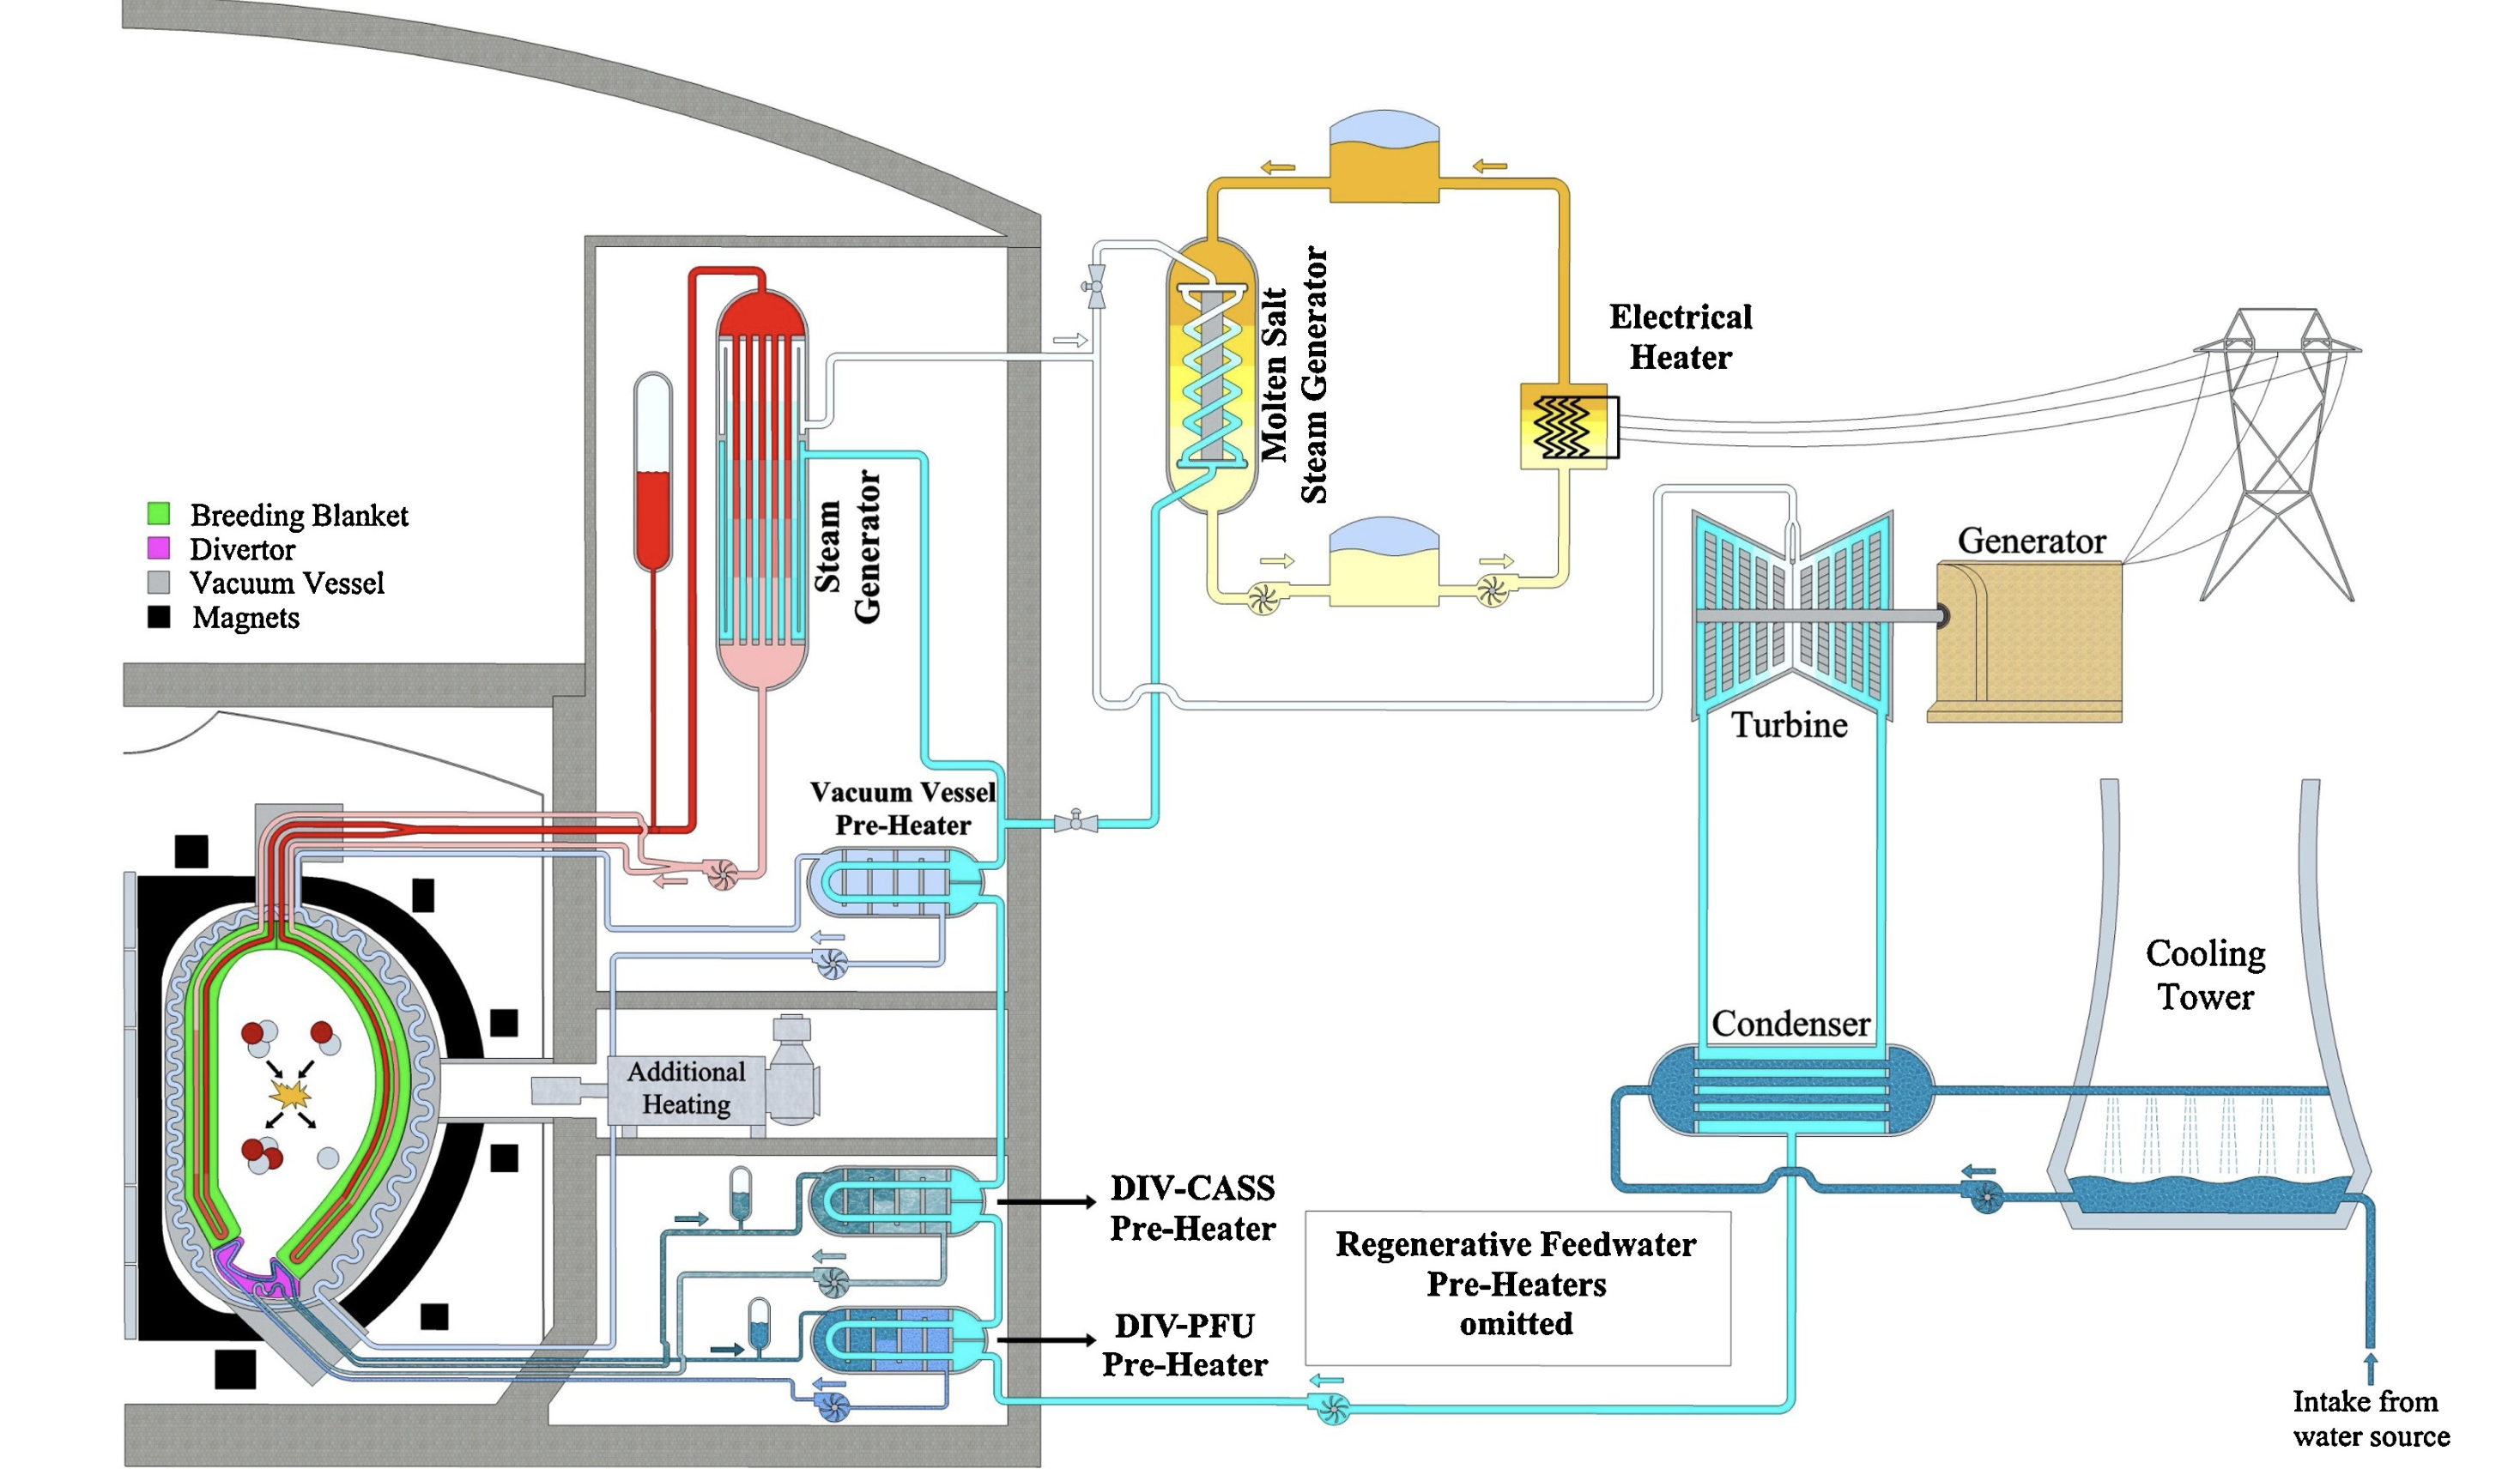 Molten Salt
Steam Generator
Electrical
Heater
Steam
Generator
Breeding Blanket
Divertor
Vacuum Vessel
Magnets
Generator
Turbine
Vacuum Vessel
Pre-Heater
Cooling
Tower
Condenser
Additional
Heating
DIV-CASS
Pre-Heater
Regenerative Feedwater
Pre-Heaters
omitted
DIV-PFU
Pre-Heater
Intake from
water source